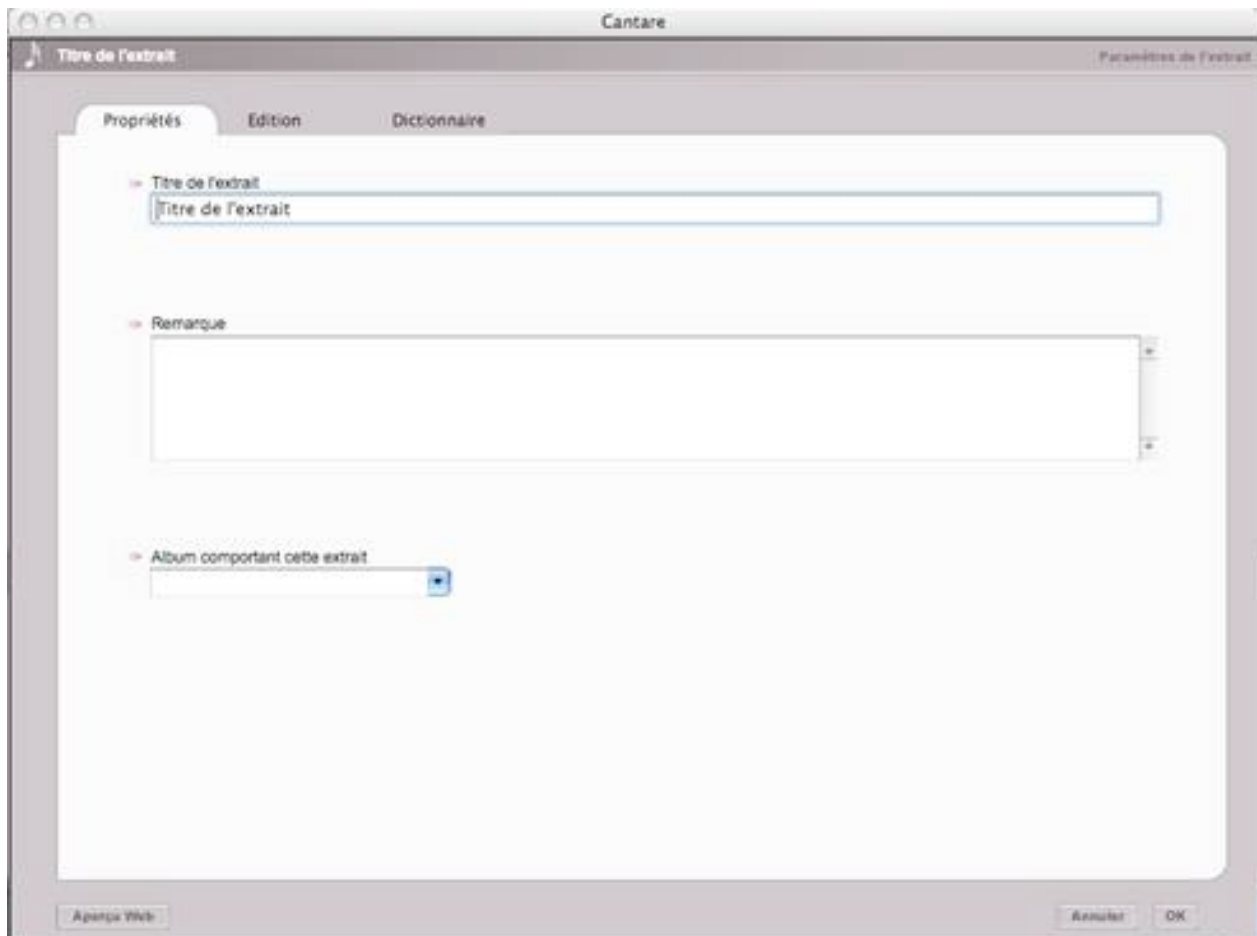 Cantare
Titre de l'extrait
Paramètres de l'extrait
Propriétés Edition Dictionnaire
Titre de l'extrait
Titre de l'extrait
Remarque
Album comportant cette extrait
Aperçu Web
Annuler OK